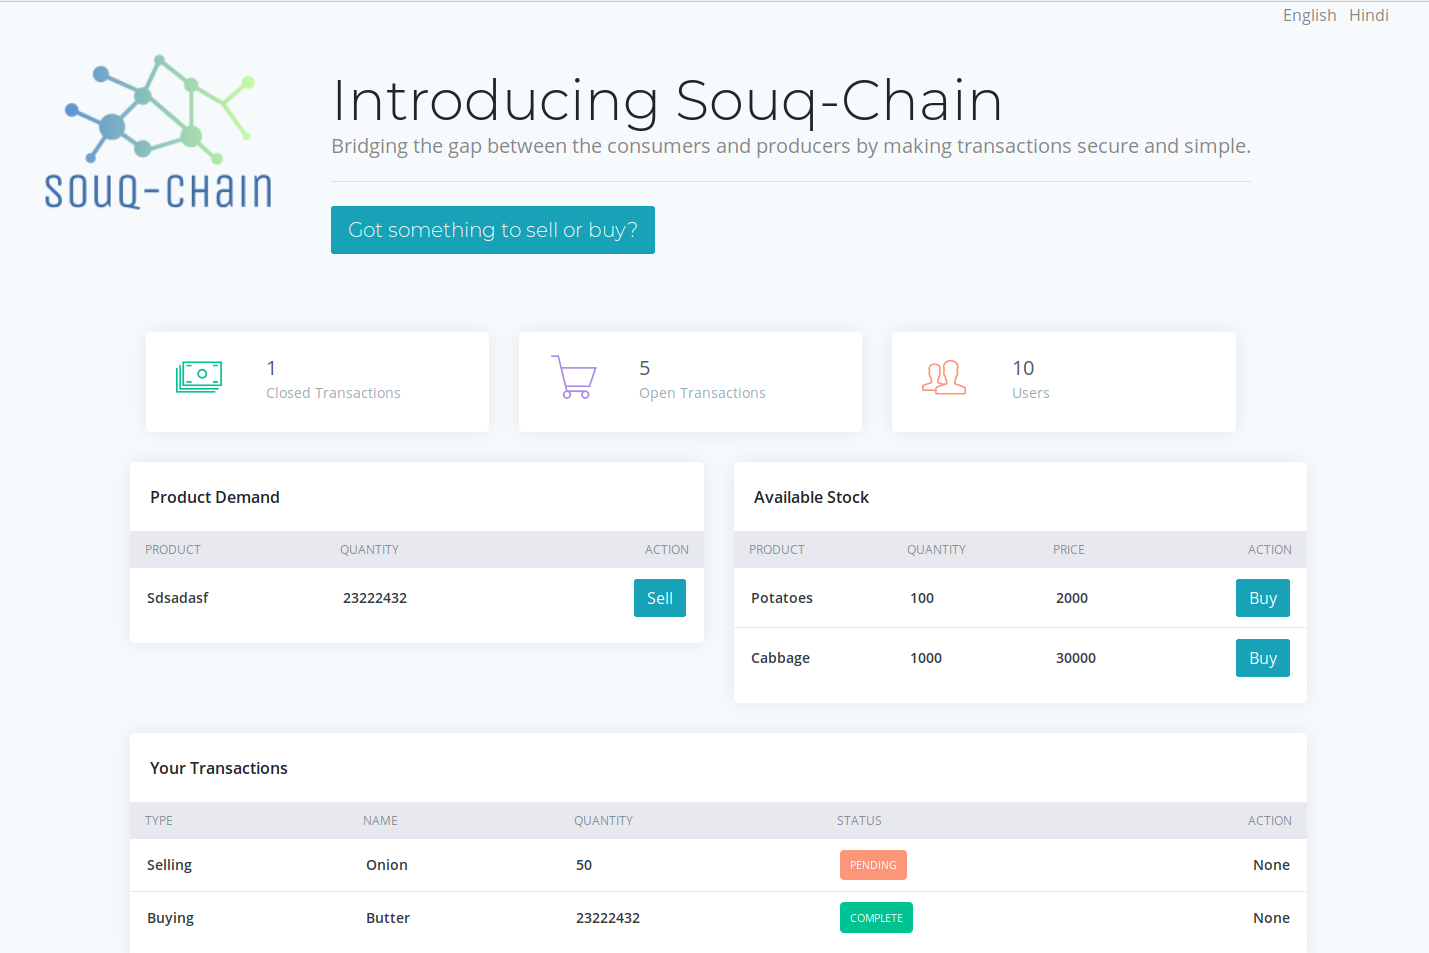 English Hindi
SOUQ-CHAIN
Introducing Souq-Chain
Bridging the gap between the consumers and producers by making transactions secure and simple.
Got something to sell or buy?
1
Closed Transactions
5
Open Transactions
10
Users
Product Demand
PRODUCT QUANTITY ACTION
Sdsadasf 23222432 Sell
Available Stock
PRODUCT QUANTITY PRICE ACTION
Potatoes 100 2000 Buy
Cabbage 1000 30000 Buy
Your Transactions
TYPE NAME QUANTITY STATUS ACTION
Selling Onion 50 PENDING None
Buying Butter 23222432 COMPLETE None